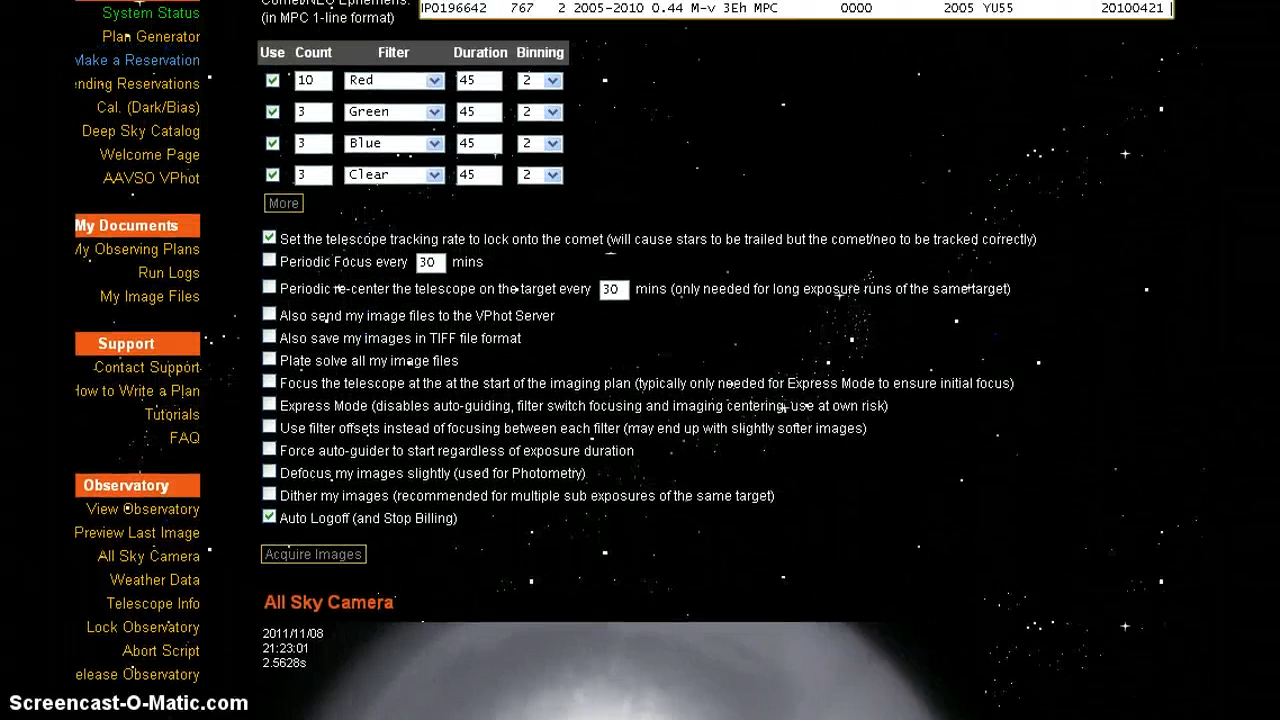 System Status
Plan Generator
Make a Reservation
nding Reservations
Cal. (Dark/Bias)
Deep Sky Catalog
Welcome Page
AAVSO VPhot
My Documents
My Observing Plans
Run Logs
My Image Files
Support
Contact Support
How to Write a Plan
Tutorials
FAQ
Observatory
View Observatory
Preview Last Image
All Sky Camera
Weather Data
Telescope Info
Lock Observatory
Abort Script
elease Observatory
(in MPC 1-line format)
IP0196642 767 2 2005-2010 0.44 M-v 3Eh MPC 0000 2005 YU55 20100421
Use Count Filter Duration Binning
10 Red 45 2
3 Green 45 2
3 Blue 45 2
3 Clear 45 2
More
Set the telescope tracking rate to lock onto the comet (will cause stars to be trailed but the comet/neo to be tracked correctly)
Periodic Focus every 30 mins
Periodic re-center the telescope on the target every 30 mins (only needed for long exposure runs of the same target)
Also send my image files to the VPhot Server
Also save my images in TIFF file format
Plate solve all my image files
Focus the telescope at the at the start of the imaging plan (typically only needed for Express Mode to ensure initial focus)
Express Mode (disables auto-guiding, filter switch focusing and imaging centering, use at own risk)
Use filter offsets instead of focusing between each filter (may end up with slightly softer images)
Force auto-guider to start regardless of exposure duration
Defocus my images slightly (used for Photometry)
Dither my images (recommended for multiple sub exposures of the same target)
Auto Logoff (and Stop Billing)
Acquire Images
All Sky Camera
2011/11/08
21:23:01
2.5628s
Screencast-O-Matic.com